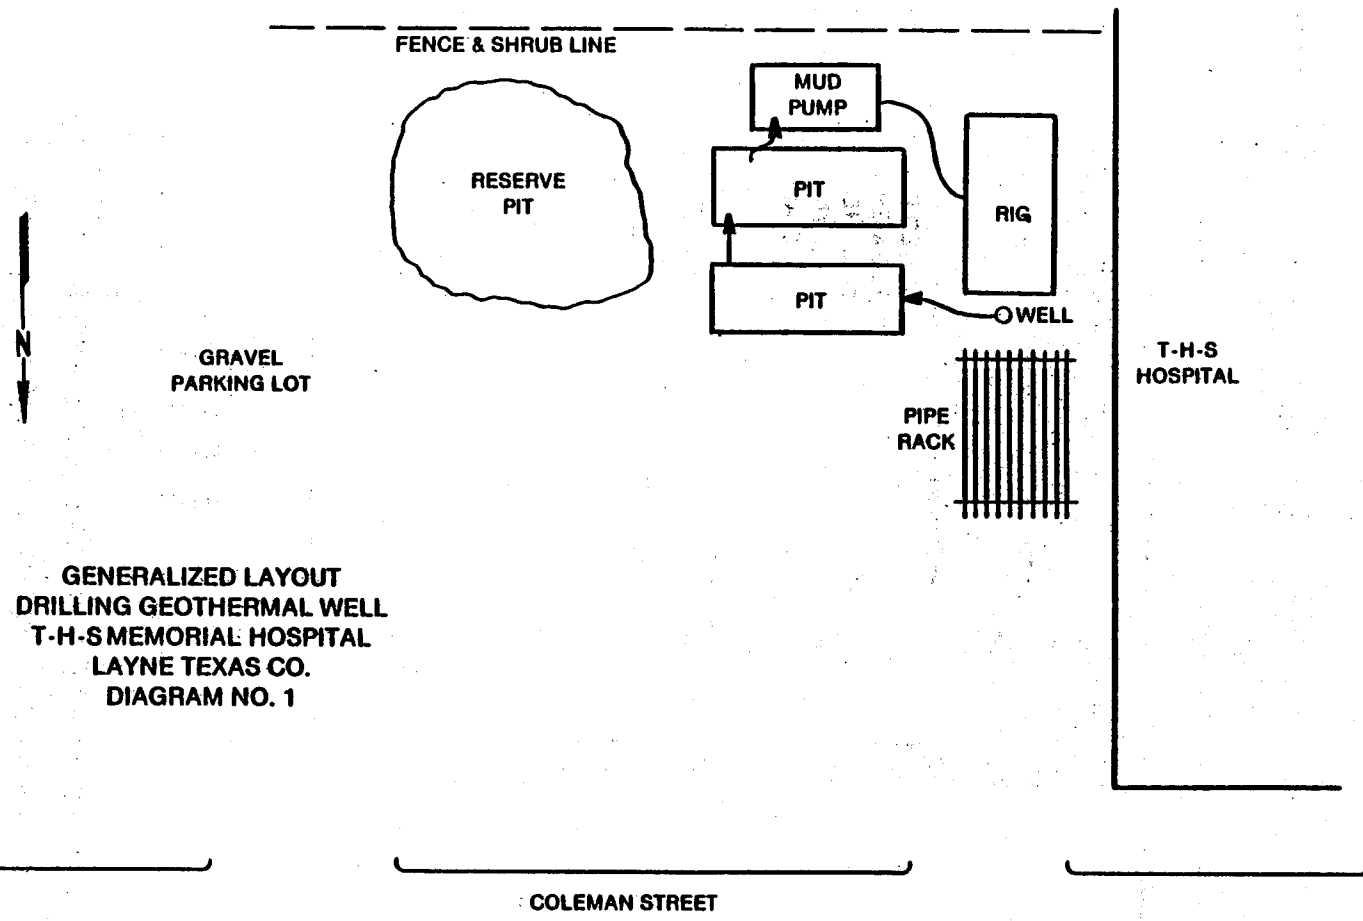 FENCE & SHRUB LINE
MUD
PUMP
RESERVE
PIT
PIT
RIG
PIT
WELL
N
GRAVEL
PARKING LOT
T-H-S
HOSPITAL
PIPE
RACK
GENERALIZED LAYOUT
DRILLING GEOTHERMAL WELL
T-H-S MEMORIAL HOSPITAL
LAYNE TEXAS CO.
DIAGRAM NO. 1
COLEMAN STREET